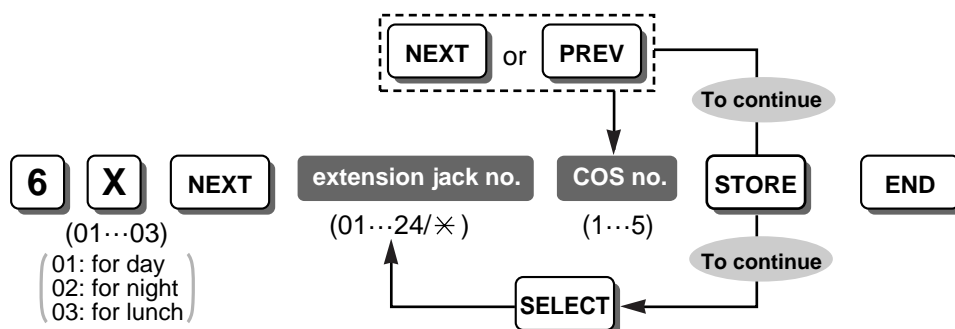 NEXT or PREV
To continue
6 X NEXT extension jack no. COS no. STORE END
(01···03) (01···24/✳) (1···5)
01: for day
02: for night
03: for lunch
To continue
SELECT